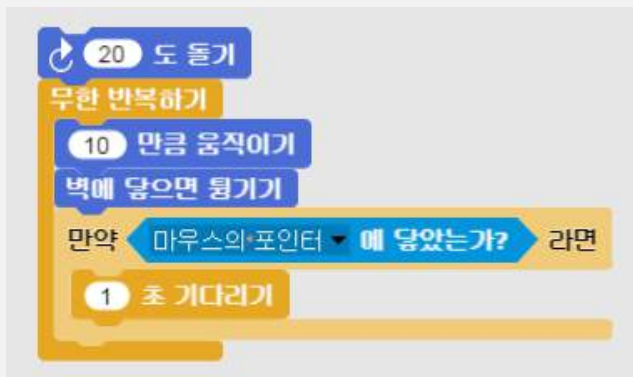 20 도 돌기
무한 반복하기
10 만큼 움직이기
벽에 닿으면 튕기기
만약 마우스의 포인터 에 닿았는가? 라면
1 초 기다리기